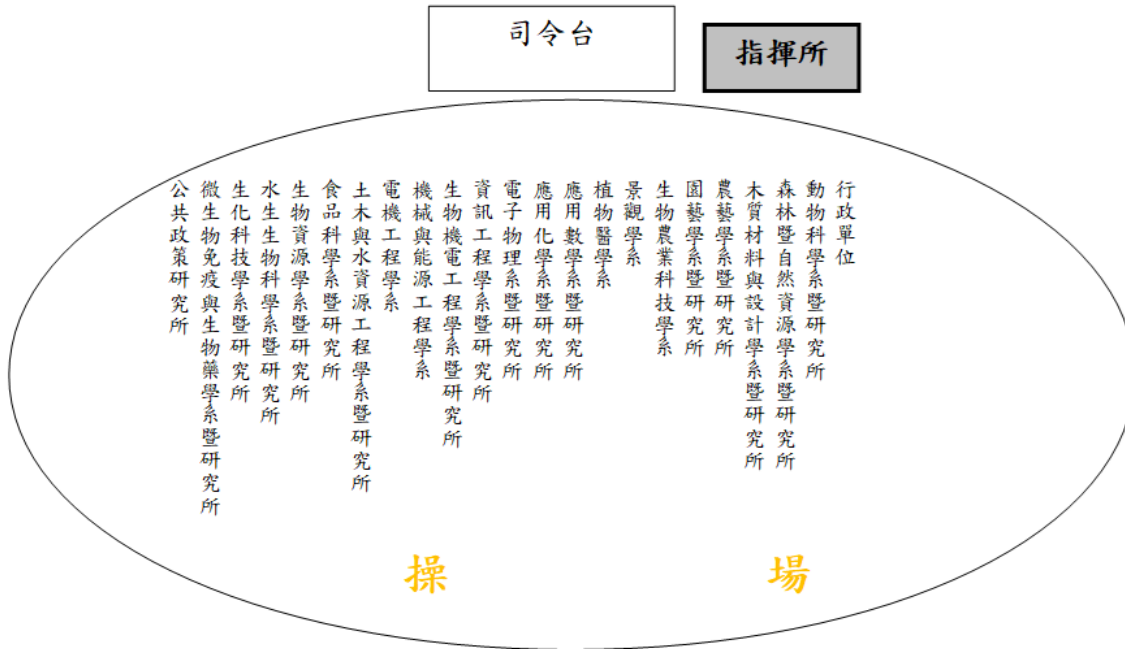 司令台
指揮所
行政單位
動物科學系暨研究所
森林暨自然資源學系暨研究所
木質材料與設計學系暨研究所
農藝學系暨研究所
園藝學系暨研究所
生物農業科技學系
景觀學系
植物醫學系
應用數學系暨研究所
應用化學系暨研究所
電子物理系暨研究所
資訊工程學系暨研究所
生物機電工程學系暨研究所
機械與能源工程學系
電機工程學系
土木與水資源工程學系暨研究所
食品科學系暨研究所
生物資源學系暨研究所
水生生物科學系暨研究所
生化科技學系暨研究所
微生物免疫與生物藥學系暨研究所
公共政策研究所
操場